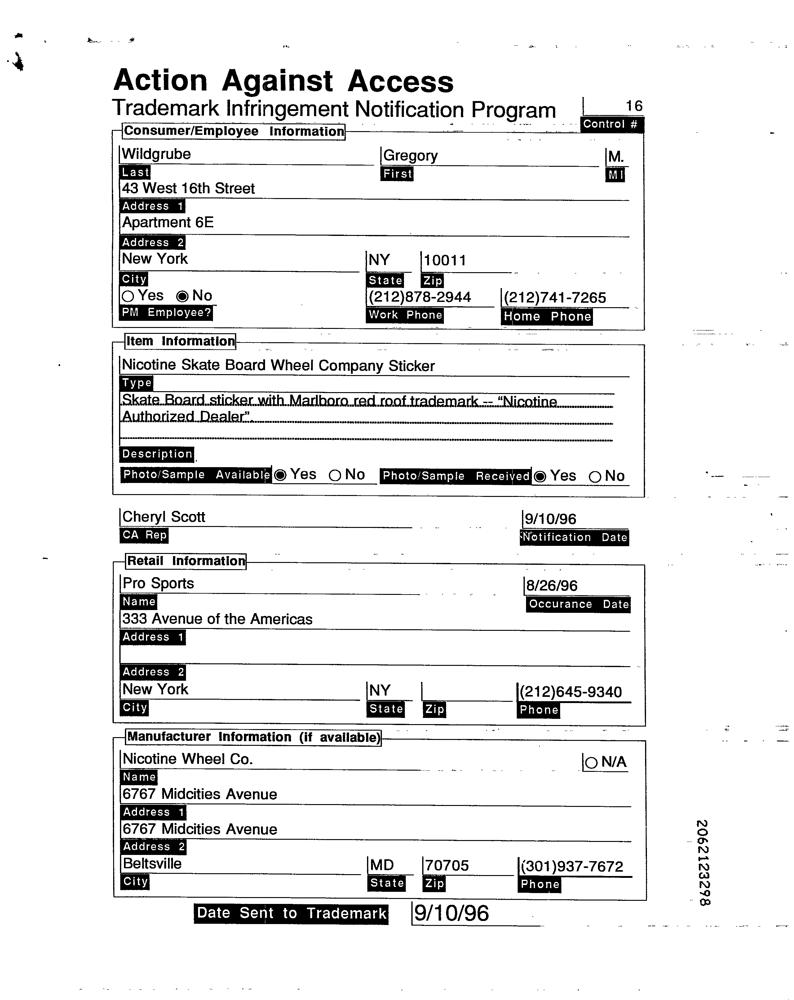 Action Against Access
Trademark Infringement Notification Program
16
Control #
Consumer/Employee Information
Wildgrube Gregory M.
Last First MI
43 West 16th Street
Address 1
Apartment 6E
Address 2
New York NY 10011
City State Zip
Yes No (212)878-2944 (212)741-7265
PM Employee? Work Phone Home Phone
Item Information
Nicotine Skate Board Wheel Company Sticker
Type
Skate Board sticker with Marlboro red roof trademark -- “Nicotine
Authorized Dealer”.
Description
Photo/Sample Available Yes No Photo/Sample Received Yes No
Cheryl Scott 9/10/96
CA Rep Notification Date
Retail Information
Pro Sports 8/26/96
Name Occurance Date
333 Avenue of the Americas
Address 1
Address 2
New York NY (212)645-9340
City State Zip Phone
Manufacturer Information (if available)
Nicotine Wheel Co. N/A
Name
6767 Midcities Avenue
Address 1
6767 Midcities Avenue
Address 2
Beltsville MD 70705 (301)937-7672
City State Zip Phone
Date Sent to Trademark 9/10/96
2062123298